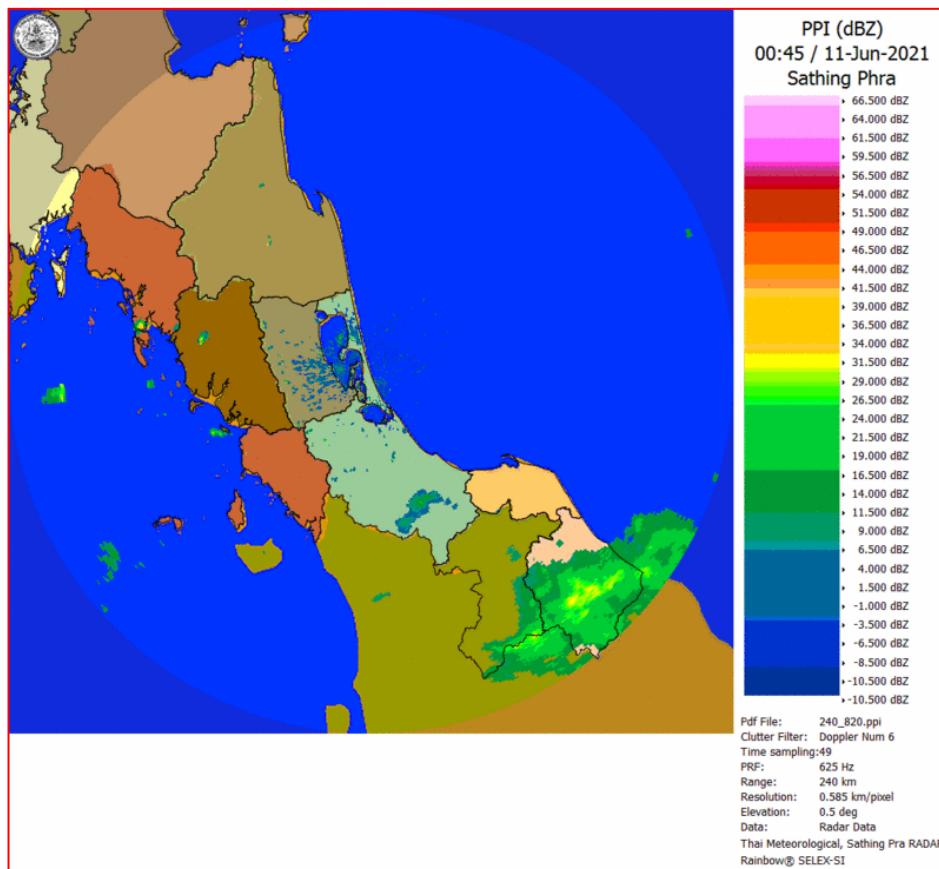 PPI (dBZ)
00:45 / 11-Jun-2021
Sathing Phra
66.500 dBZ
64.000 dBZ
61.500 dBZ
59.500 dBZ
56.500 dBZ
54.000 dBZ
51.500 dBZ
49.000 dBZ
46.500 dBZ
44.000 dBZ
41.500 dBZ
39.000 dBZ
36.500 dBZ
34.000 dBZ
31.500 dBZ
29.000 dBZ
26.500 dBZ
24.000 dBZ
21.500 dBZ
19.000 dBZ
16.500 dBZ
14.000 dBZ
11.500 dBZ
9.000 dBZ
6.500 dBZ
4.000 dBZ
1.500 dBZ
-1.000 dBZ
-3.500 dBZ
-6.500 dBZ
-8.500 dBZ
-10.500 dBZ
-10.500 dBZ
Pdf File: 240_820.ppi
Clutter Filter: Doppler Num 6
Time sampling:49
PRF: 625 Hz
Range: 240 km
Resolution: 0.585 km/pixel
Elevation: 0.5 deg
Data: Radar Data
Thai Meteorological, Sathing Pra RADAR
Rainbow® SELEX-SI